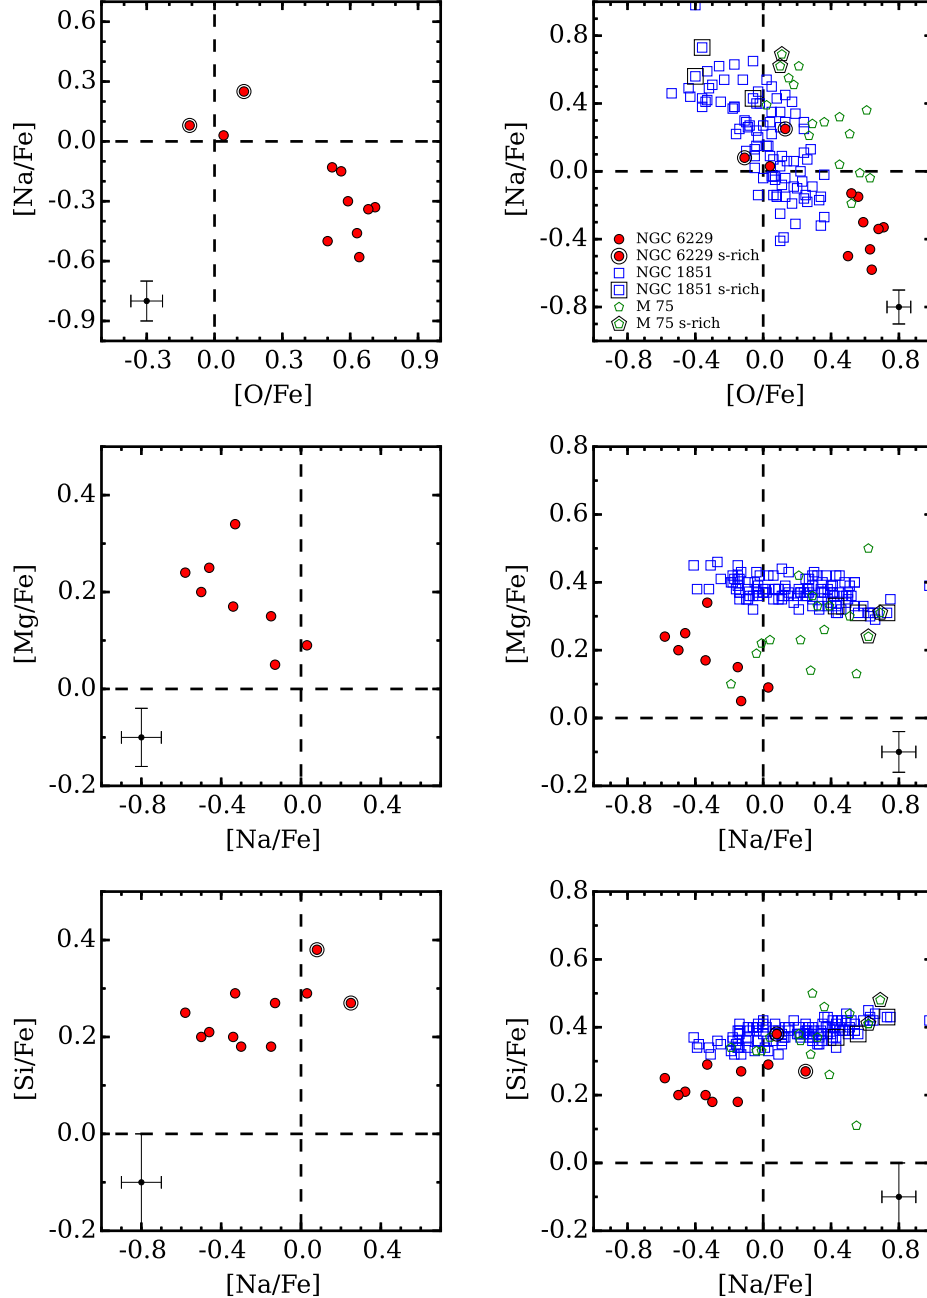 0.6
0.3
0.0
-0.3
-0.6
-0.9
[Na/Fe]
-0.3 0.0 0.3 0.6 0.9
[O/Fe]
0.8
0.4
0.0
-0.4
-0.8
[Na/Fe]
NGC 6229
NGC 6229 s-rich
NGC 1851
NGC 1851 s-rich
M 75
M 75 s-rich
-0.8 -0.4 0.0 0.4 0.8
[O/Fe]
0.4
0.2
0.0
-0.2
[Mg/Fe]
-0.8 -0.4 0.0 0.4
[Na/Fe]
0.8
0.6
0.4
0.2
0.0
-0.2
[Mg/Fe]
-0.8 -0.4 0.0 0.4 0.8
[Na/Fe]
0.4
0.2
0.0
-0.2
[Si/Fe]
-0.8 -0.4 0.0 0.4
[Na/Fe]
0.8
0.6
0.4
0.2
0.0
-0.2
[Si/Fe]
-0.8 -0.4 0.0 0.4 0.8
[Na/Fe]